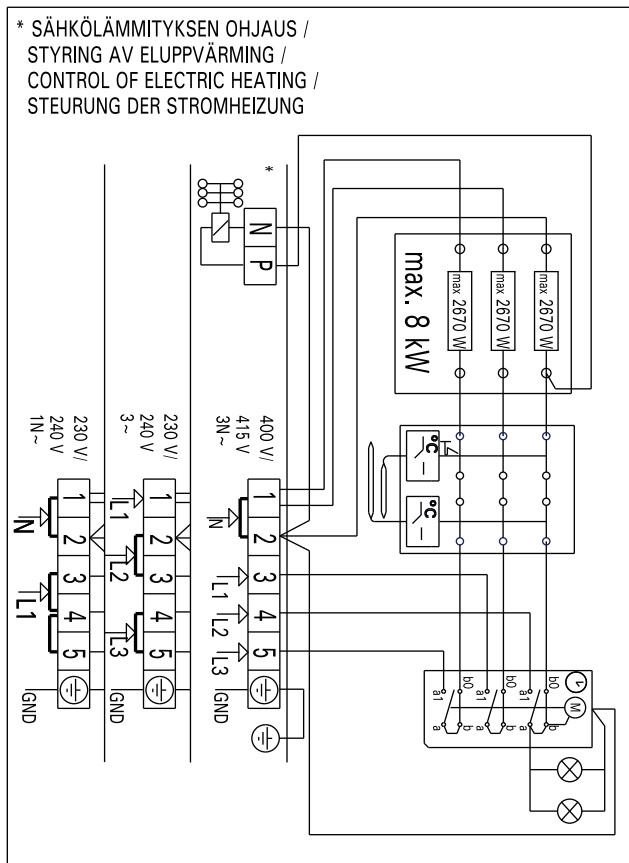 * SÄHKÖLÄMMITYKSEN OHJAUS /
STYRING AV ELUPPVÄRMING /
CONTROL OF ELECTRIC HEATING /
STEURUNG DER STROMHEIZUNG
*
N
P
max. 8 kW
max 2670 W
max 2670 W
max 2670 W
°C
°C
230 V/
240 V
1N~
1
2
3
4
5
N
L1
GND
230 V/
240 V
3~
1
2
3
4
5
L1
L2
L3
GND
400 V/
415 V
3N~
1
2
3
4
5
N
L1
L2
L3
GND
b0
a1
b0
a1
b0
a1
a
b
a
b
a
b
M
1